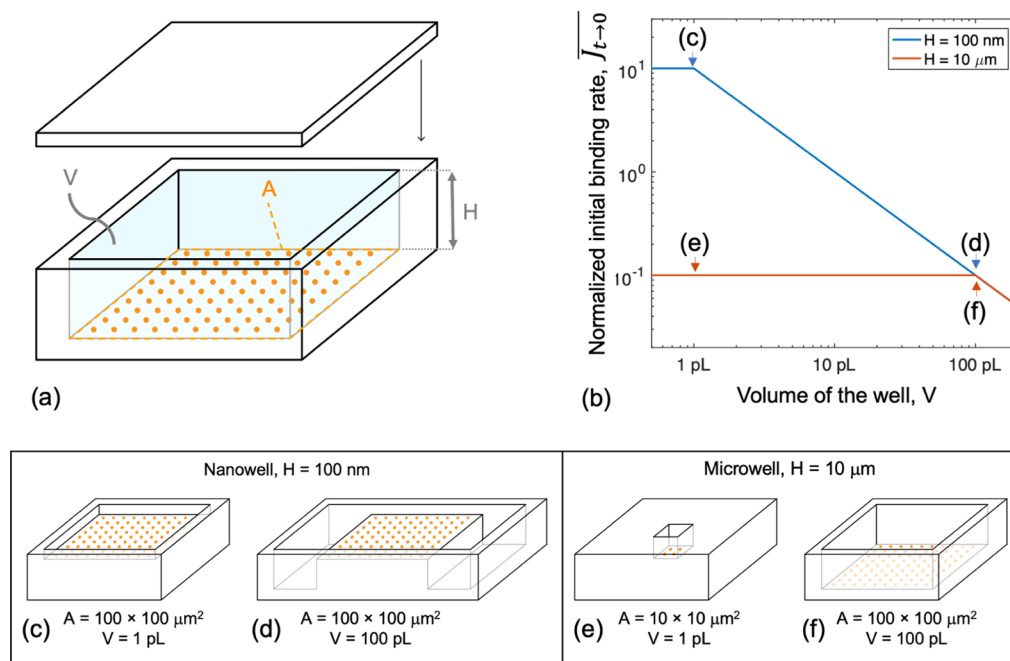 V
A
H
(a)
Normalized initial binding rate, J̅ₜ→₀
10¹
10⁰
10⁻¹
(c)
(e)
(d)
(f)
H = 100 nm
H = 10 μm
1 pL
10 pL
100 pL
(b)
Volume of the well, V
Nanowell, H = 100 nm
Microwell, H = 10 μm
(c)
A = 100 × 100 μm²
V = 1 pL
(d)
A = 100 × 100 μm²
V = 100 pL
(e)
A = 10 × 10 μm²
V = 1 pL
(f)
A = 100 × 100 μm²
V = 100 pL